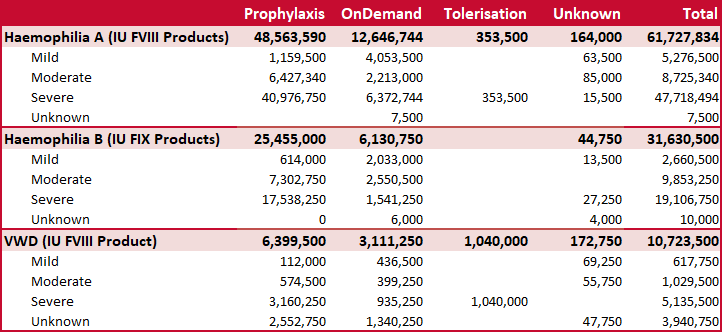 Prophylaxis OnDemand Tolerisation Unknown Total
Haemophilia A (IU FVIII Products) 48,563,590 12,646,744 353,500 164,000 61,727,834
Mild 1,159,500 4,053,500 63,500 5,276,500
Moderate 6,427,340 2,213,000 85,000 8,725,340
Severe 40,976,750 6,372,744 353,500 15,500 47,718,494
Unknown 7,500 7,500
Haemophilia B (IU FIX Products) 25,455,000 6,130,750 44,750 31,630,500
Mild 614,000 2,033,000 13,500 2,660,500
Moderate 7,302,750 2,550,500 9,853,250
Severe 17,538,250 1,541,250 27,250 19,106,750
Unknown 0 6,000 4,000 10,000
VWD (IU FVIII Product) 6,399,500 3,111,250 1,040,000 172,750 10,723,500
Mild 112,000 436,500 69,250 617,750
Moderate 574,500 399,250 55,750 1,029,500
Severe 3,160,250 935,250 1,040,000 5,135,500
Unknown 2,552,750 1,340,250 47,750 3,940,750